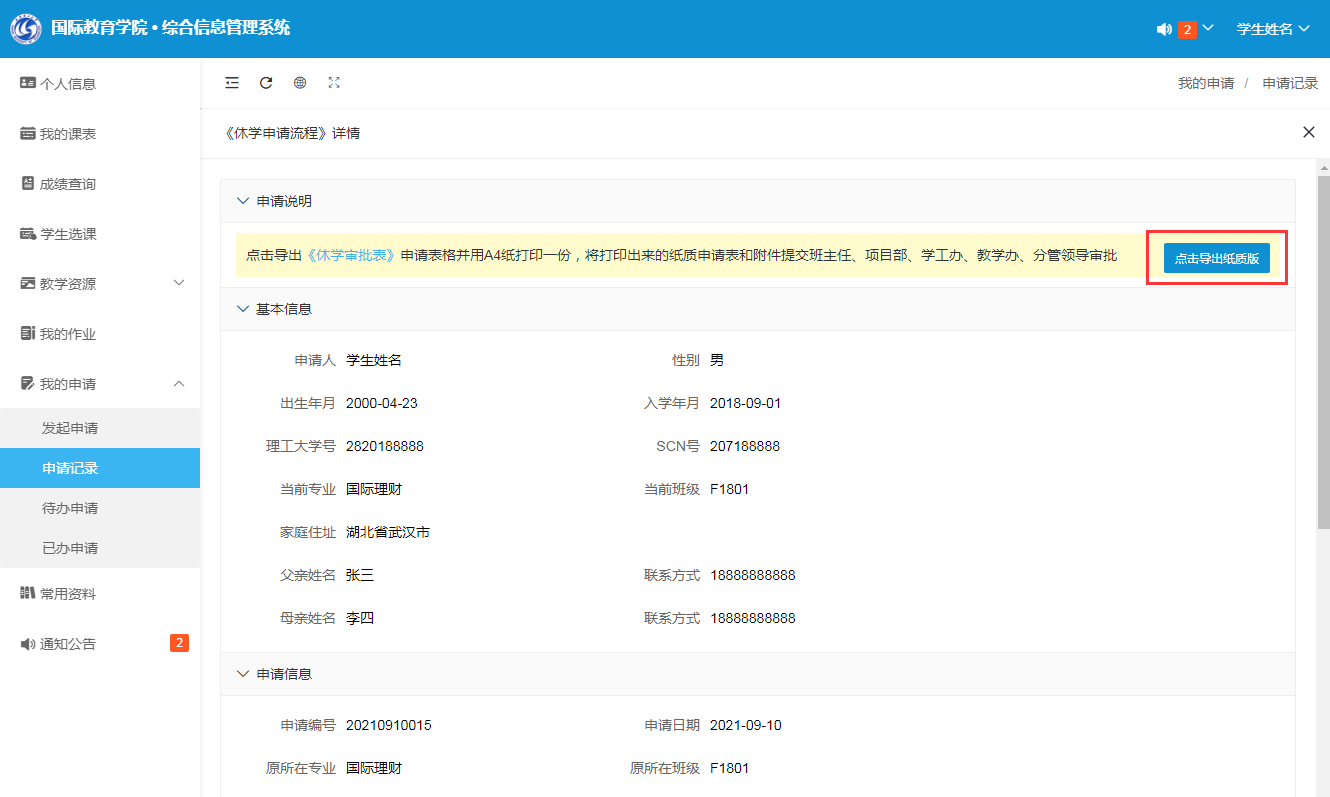 国际教育学院 • 综合信息管理系统
2
学生姓名
个人信息
我的课表
成绩查询
学生选课
教学资源
我的作业
我的申请
发起申请
申请记录
待办申请
已办申请
常用资料
通知公告
2
我的申请 / 申请记录
《休学申请流程》详情
申请说明
点击导出《休学审批表》申请表格并用A4纸打印一份，将打印出来的纸质申请表和附件提交班主任、项目部、学工办、教学办、分管领导审批
点击导出纸质版
基本信息
申请人 学生姓名 性别 男
出生年月 2000-04-23 入学年月 2018-09-01
理工大学号 2820188888 SCN号 207188888
当前专业 国际理财 当前班级 F1801
家庭住址 湖北省武汉市
父亲姓名 张三 联系方式 18888888888
母亲姓名 李四 联系方式 18888888888
申请信息
申请编号 20210910015 申请日期 2021-09-10
原所在专业 国际理财 原所在班级 F1801